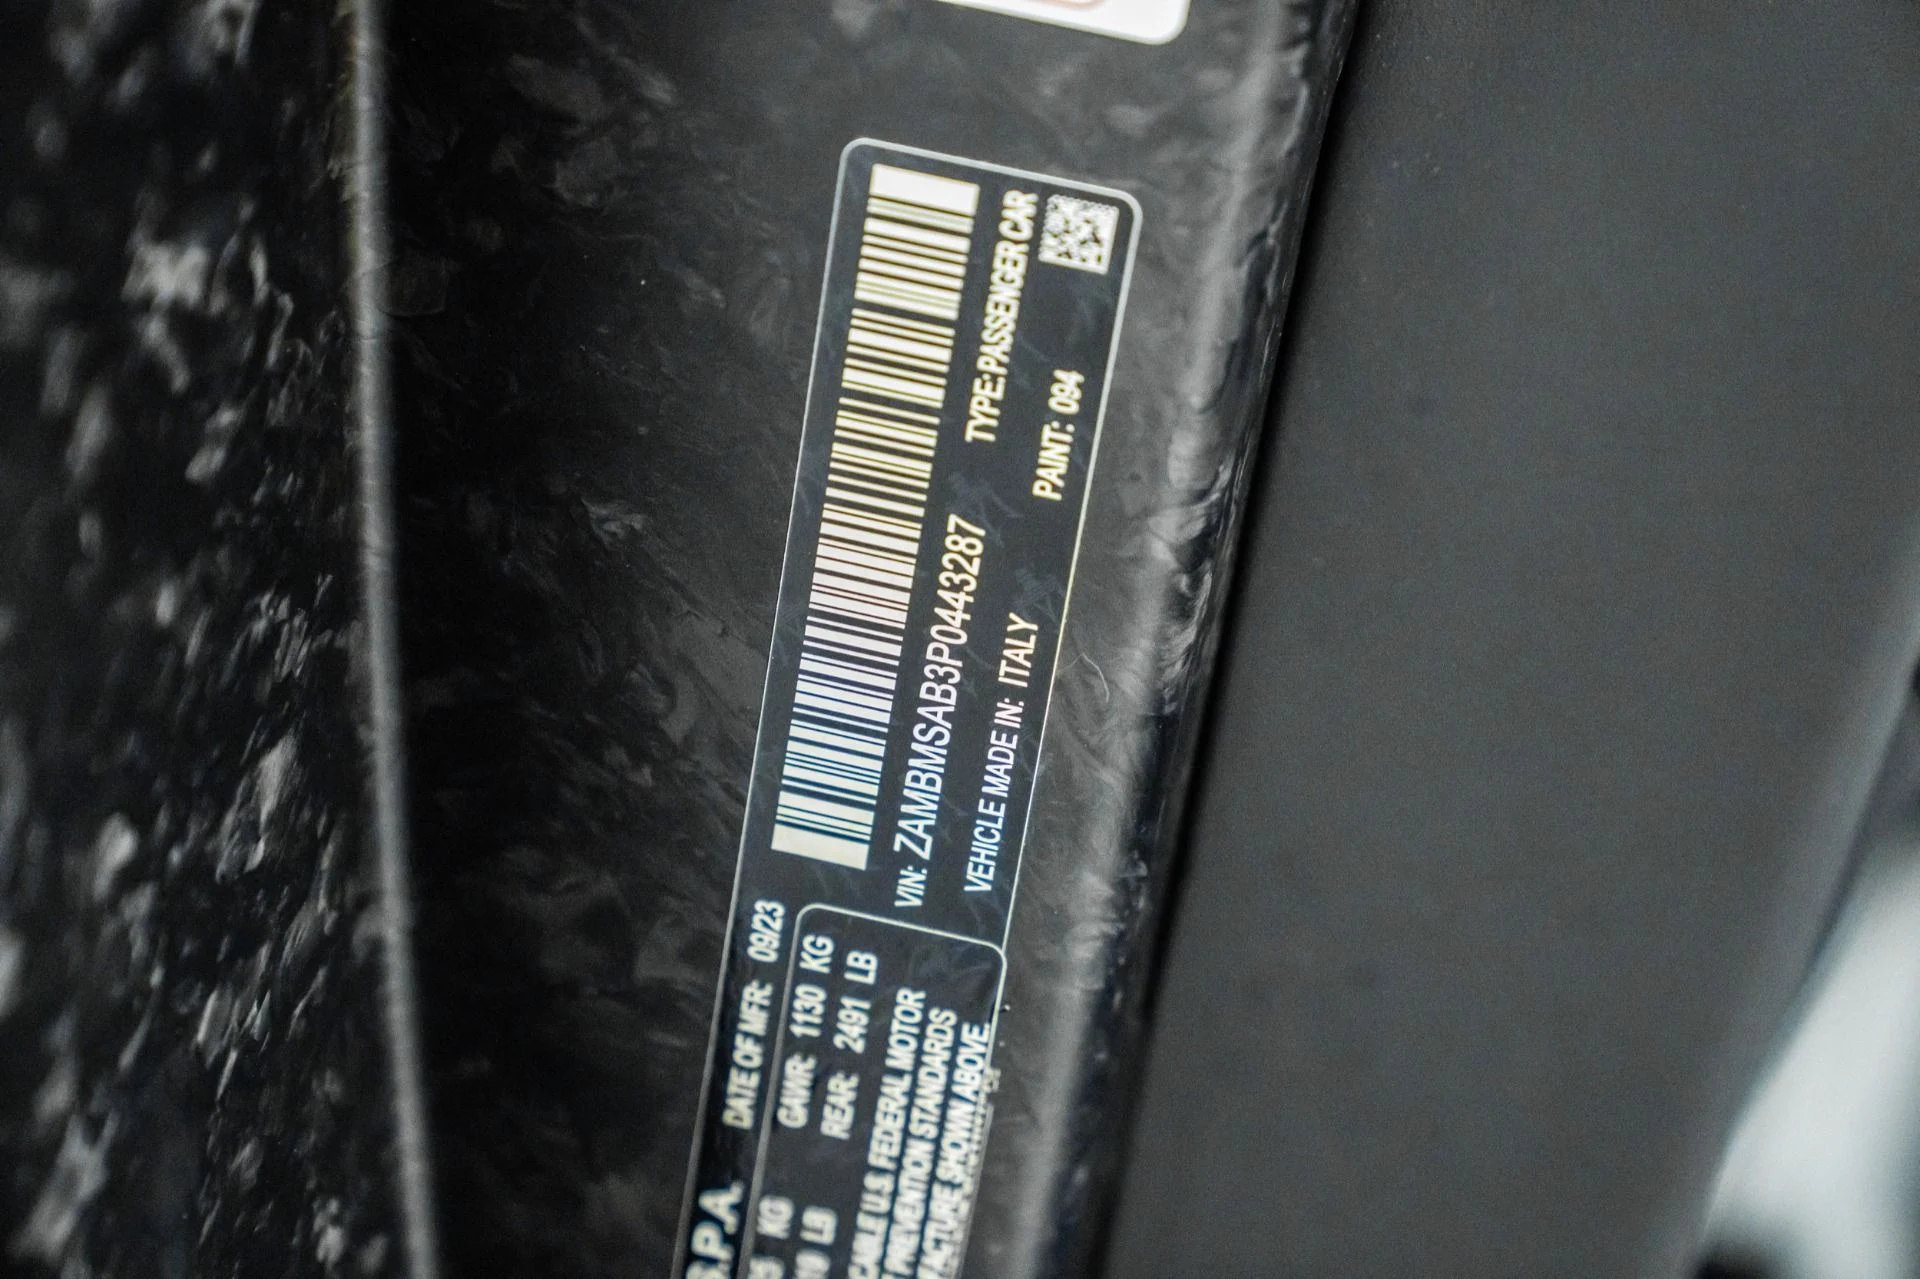 S.P.A. DATE OF MFR: 09/23
KG GAWR: 1130 KG
LB REAR: 2491 LB
U.S. FEDERAL MOTOR
PREVENTION STANDARDS
SHOWN ABOVE.
VIN: ZAMBMSAB3P0443287 TYPE:PASSENGER CAR
VEHICLE MADE IN: ITALY PAINT: 094